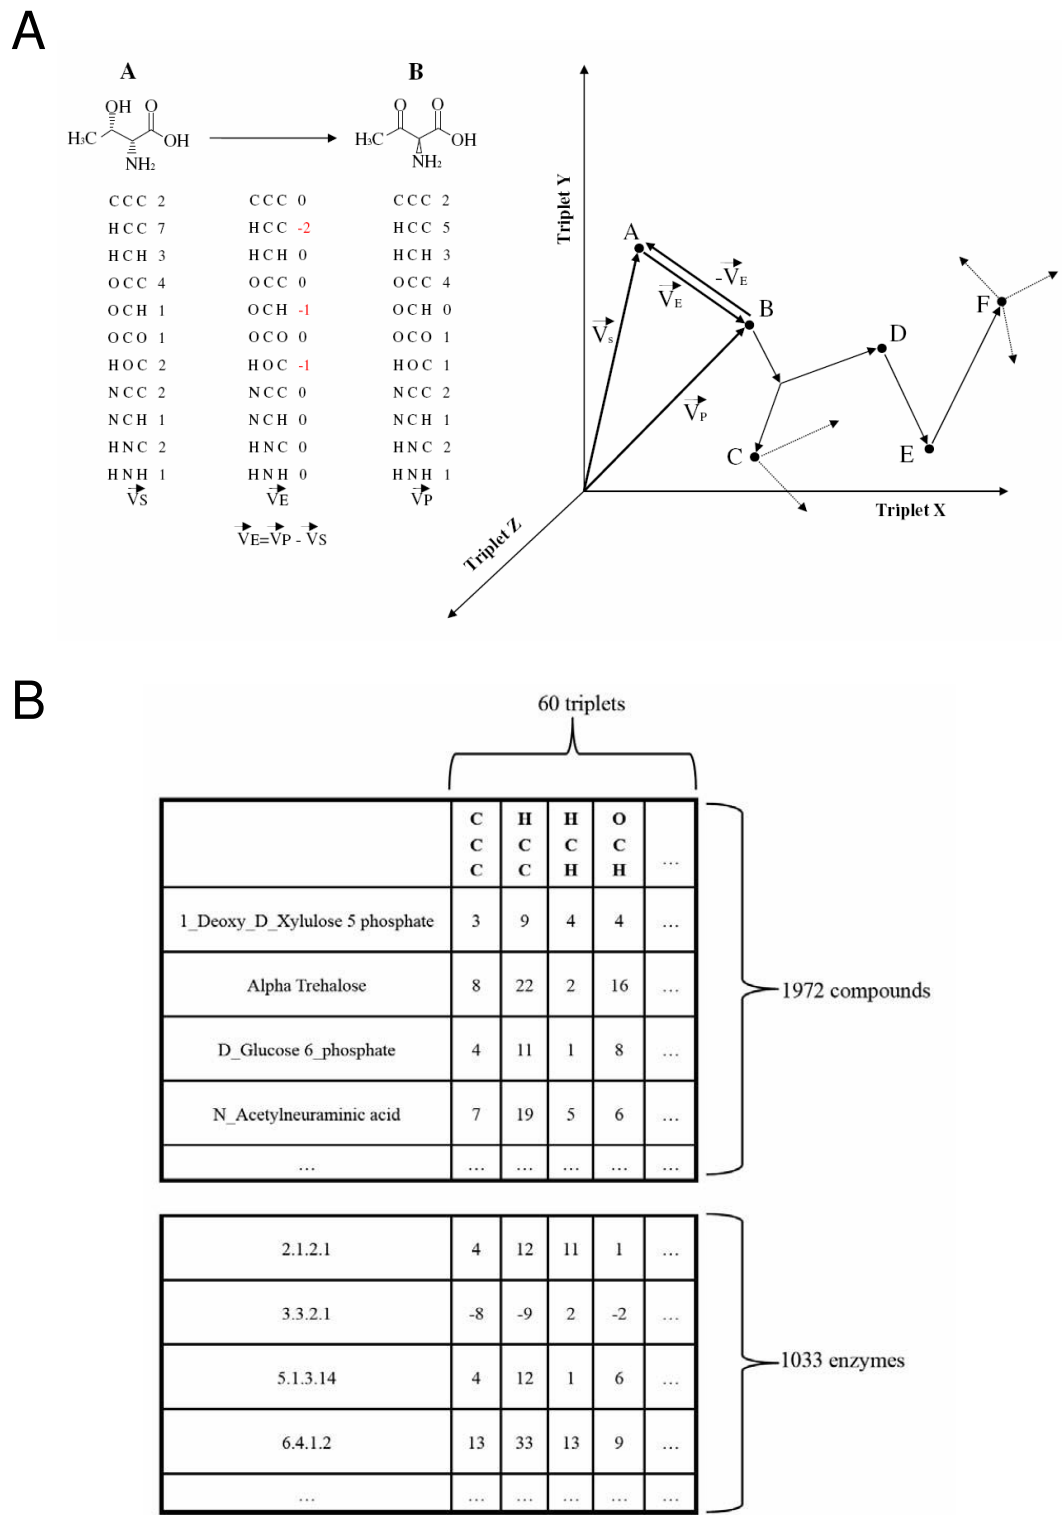 A
A B
OH O
H3C OH
NH2
O O
H3C OH
NH2
CCC 2 CCC 0 CCC 2
HCC 7 HCC -2 HCC 5
HCH 3 HCH 0 HCH 3
OCC 4 OCC 0 OCC 4
OCH 1 OCH -1 OCH 0
OCO 1 OCO 0 OCO 1
HOC 2 HOC -1 HOC 1
NCC 2 NCC 0 NCC 2
NCH 1 NCH 0 NCH 1
HNC 2 HNC 0 HNC 2
HNH 1 HNH 0 HNH 1
VS VE VP
VE=VP - VS
Triplet Y
A
-VE
VE
B
Vs
VP
C
D
E
F
Triplet X
Triplet Z
B
60 triplets
C H H O
C C C C
C C H H ...
1_Deoxy_D_Xylulose 5 phosphate 3 9 4 4 ...
Alpha Trehalose 8 22 2 16 ...
D_Glucose 6_phosphate 4 11 1 8 ...
N_Acetylneuraminic acid 7 19 5 6 ...
... ... ... ... ... ...
1972 compounds
2.1.2.1 4 12 11 1 ...
3.3.2.1 -8 -9 2 -2 ...
5.1.3.14 4 12 1 6 ...
6.4.1.2 13 33 13 9 ...
... ... ... ... ... ...
1033 enzymes